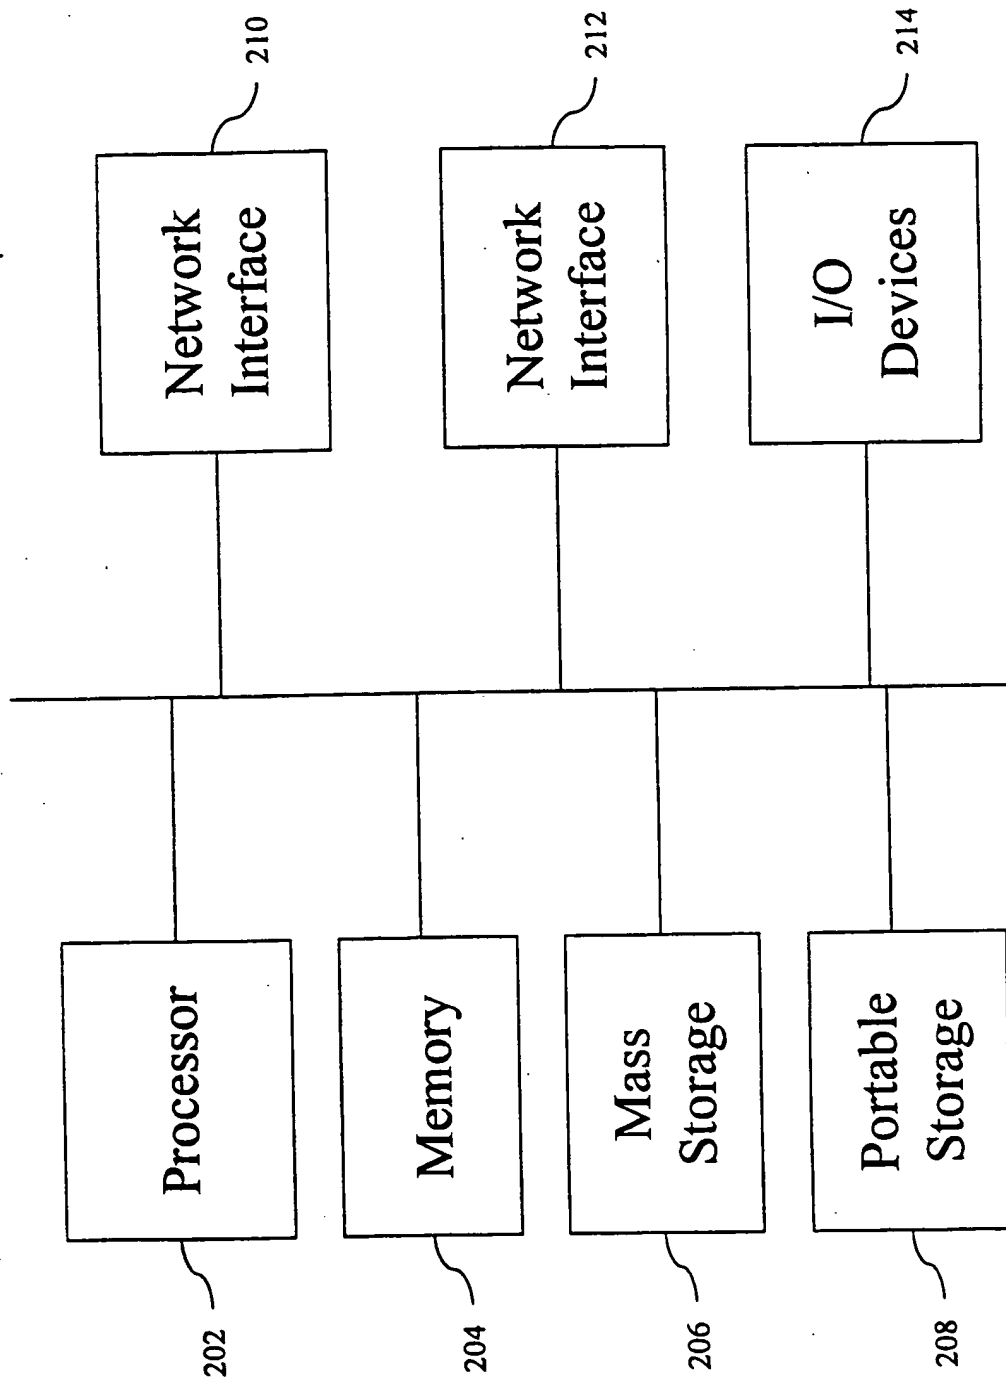 Processor
202
Memory
204
Mass
Storage
206
Portable
Storage
208
Network
Interface
210
Network
Interface
212
I/O
Devices
214